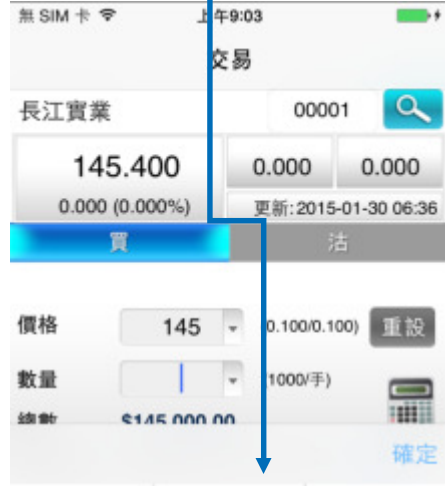 無 SIM 卡 上午9:03
交易
長江實業 00001
145.400 0.000 0.000
0.000 (0.000%) 更新:2015-01-30 06:36
買 沽
價格 145 (0.100/0.100) 重設
數量 (1000/手)
總數 $145,000.00
確定